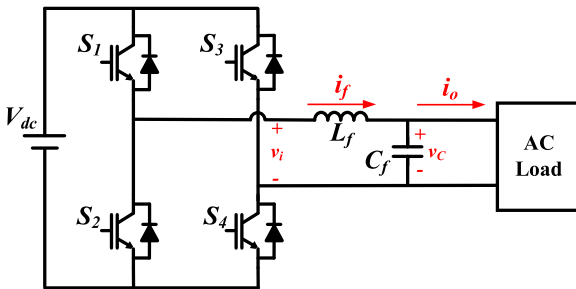 S1
S3
if
io
Vdc
+
vi
-
Lf
Cf
+
vC
-
AC
Load
S2
S4